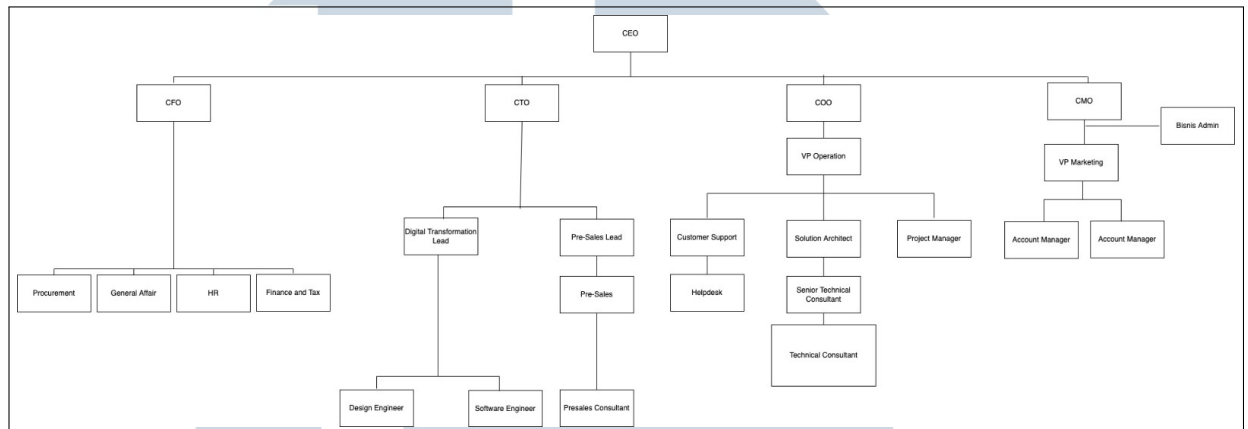 CEO
CFO
CTO
COO
CMO
Bisnis Admin
VP Operation
VP Marketing
Digital Transformation
Lead
Pre-Sales Lead
Customer Support
Solution Architect
Project Manager
Account Manager
Account Manager
Procurement
General Affair
HR
Finance and Tax
Pre-Sales
Helpdesk
Senior Technical
Consultant
Technical Consultant
Design Engineer
Software Engineer
Presales Consultant